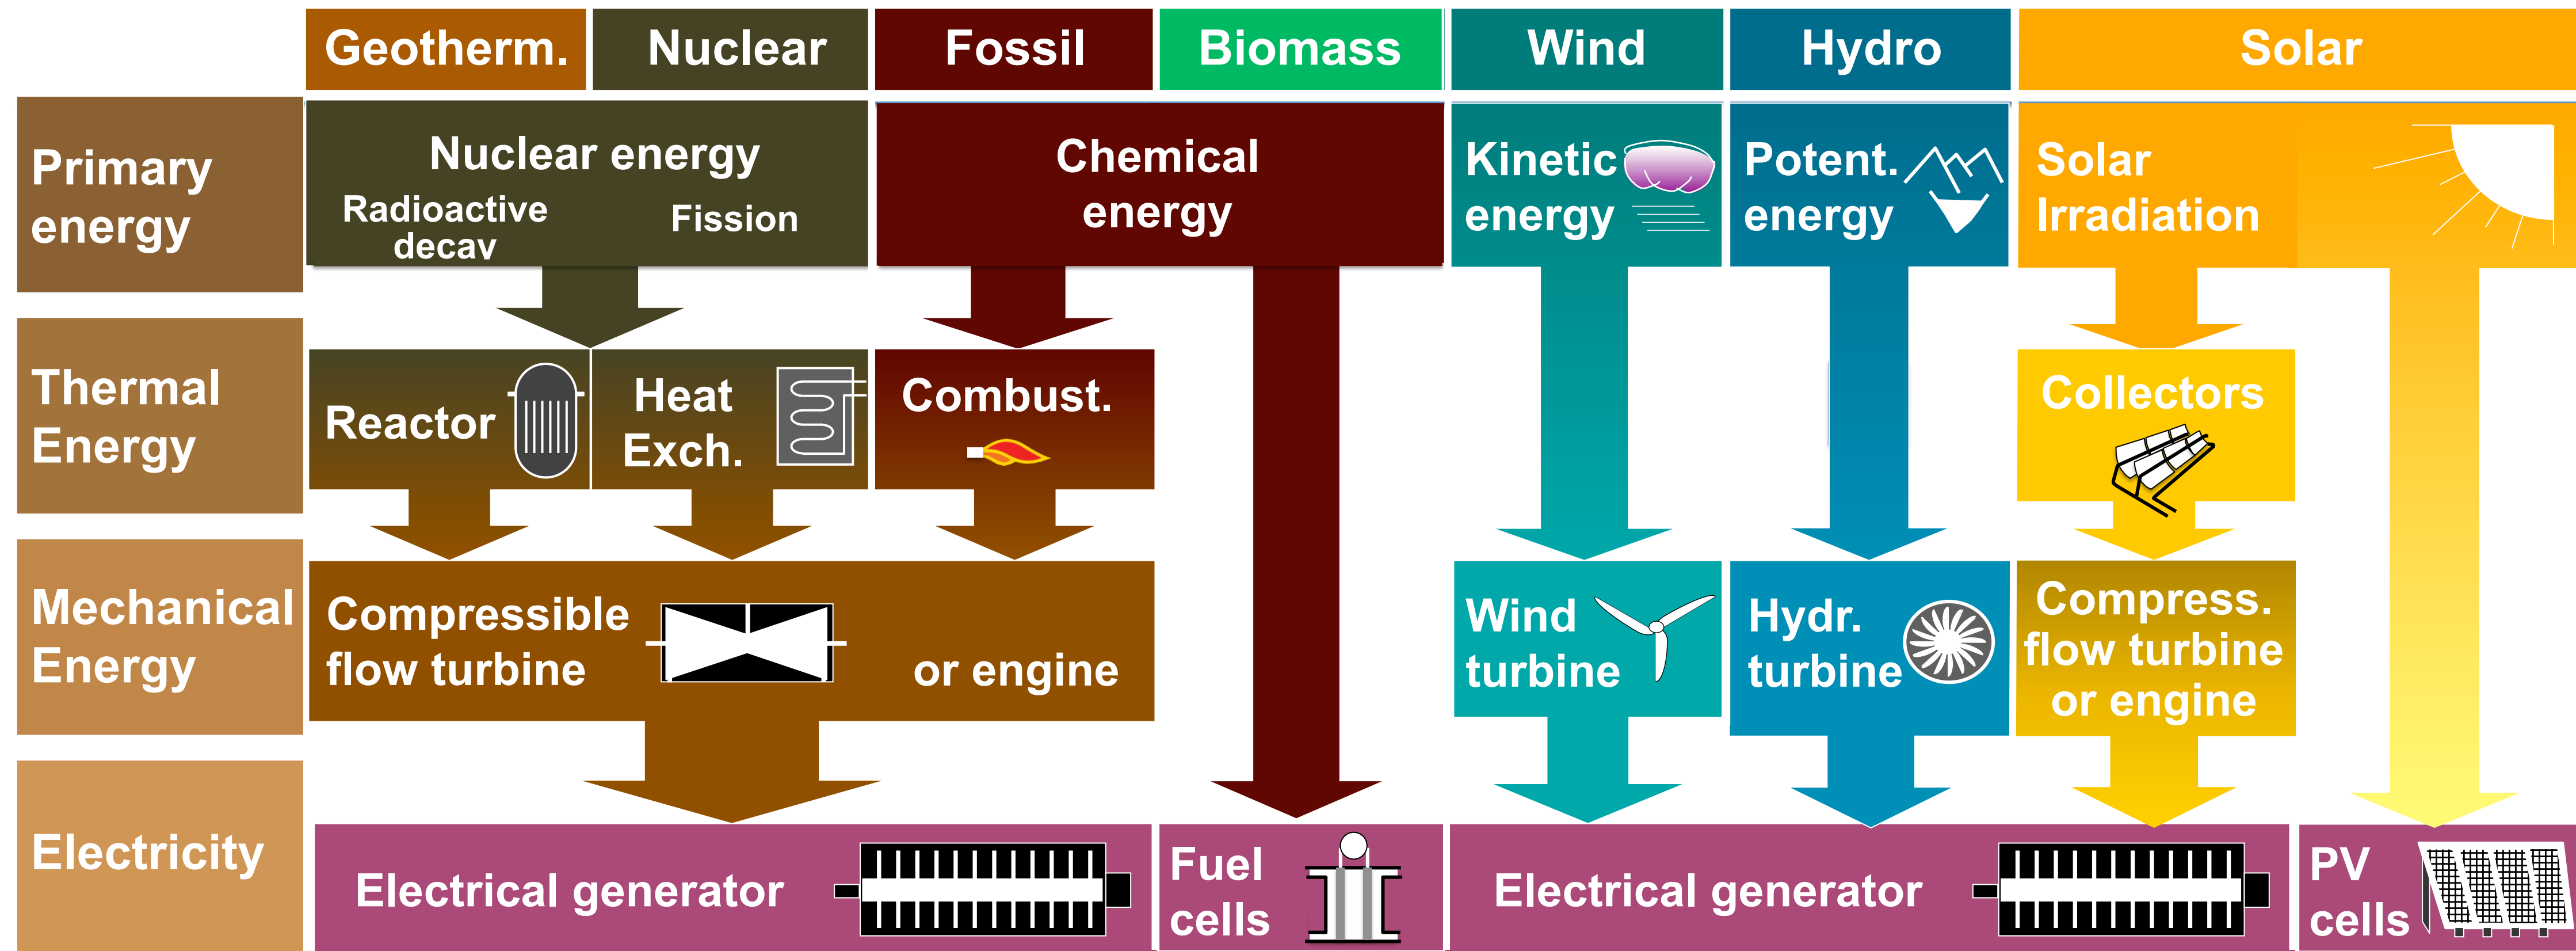 Geotherm.
Nuclear
Fossil
Biomass
Wind
Hydro
Solar
Primary
energy
Nuclear energy
Radioactive
decav
Fission
Chemical
energy
Kinetic
energy
Potent.
energy
Solar
Irradiation
Thermal
Energy
Reactor
Heat
Exch.
Combust.
Collectors
Mechanical
Energy
Compressible
flow turbine
or engine
Wind
turbine
Hydr.
turbine
Compress.
flow turbine
or engine
Electricity
Electrical generator
Fuel
cells
Electrical generator
PV
cells